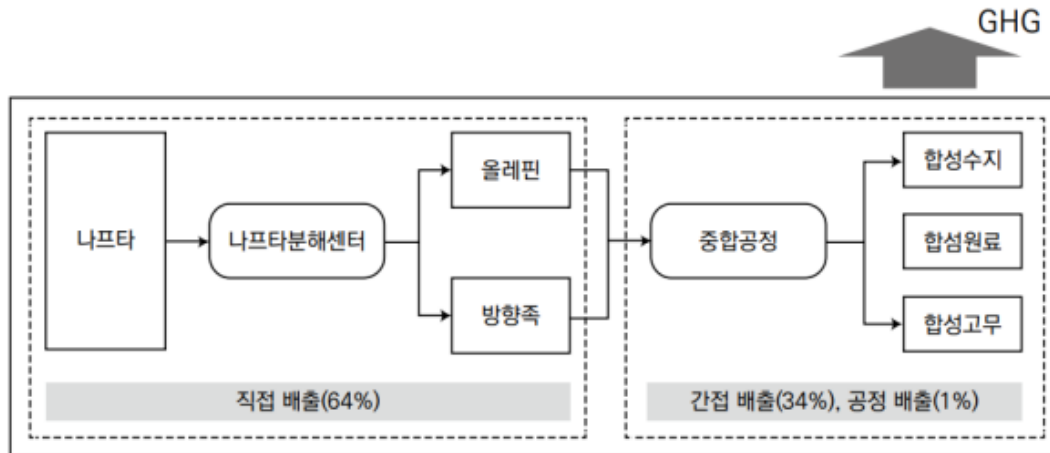 GHG
나프타
나프타분해센터
올레핀
방향족
중합공정
합성수지
합섬원료
합성고무
직접 배출(64%)
간접 배출(34%), 공정 배출(1%)